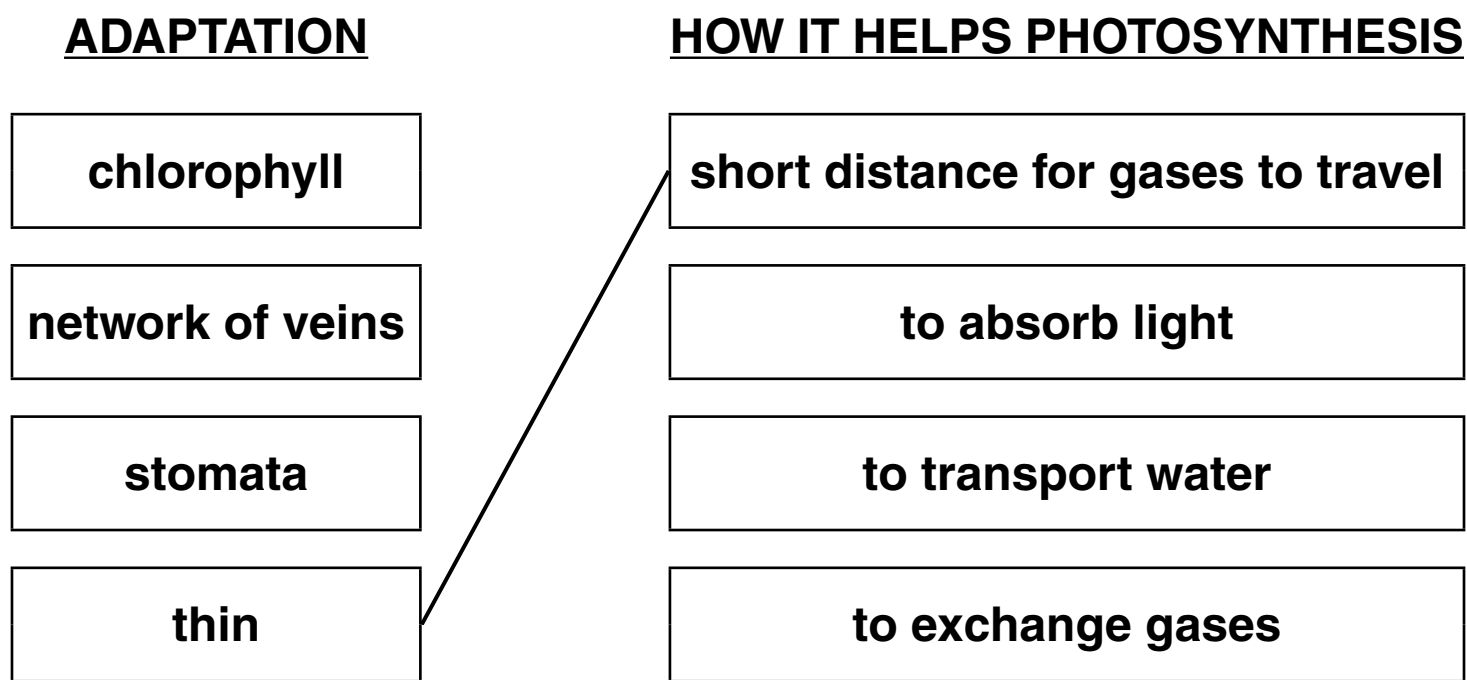 ADAPTATION
HOW IT HELPS PHOTOSYNTHESIS
chlorophyll
short distance for gases to travel
network of veins
to absorb light
stomata
to transport water
thin
to exchange gases